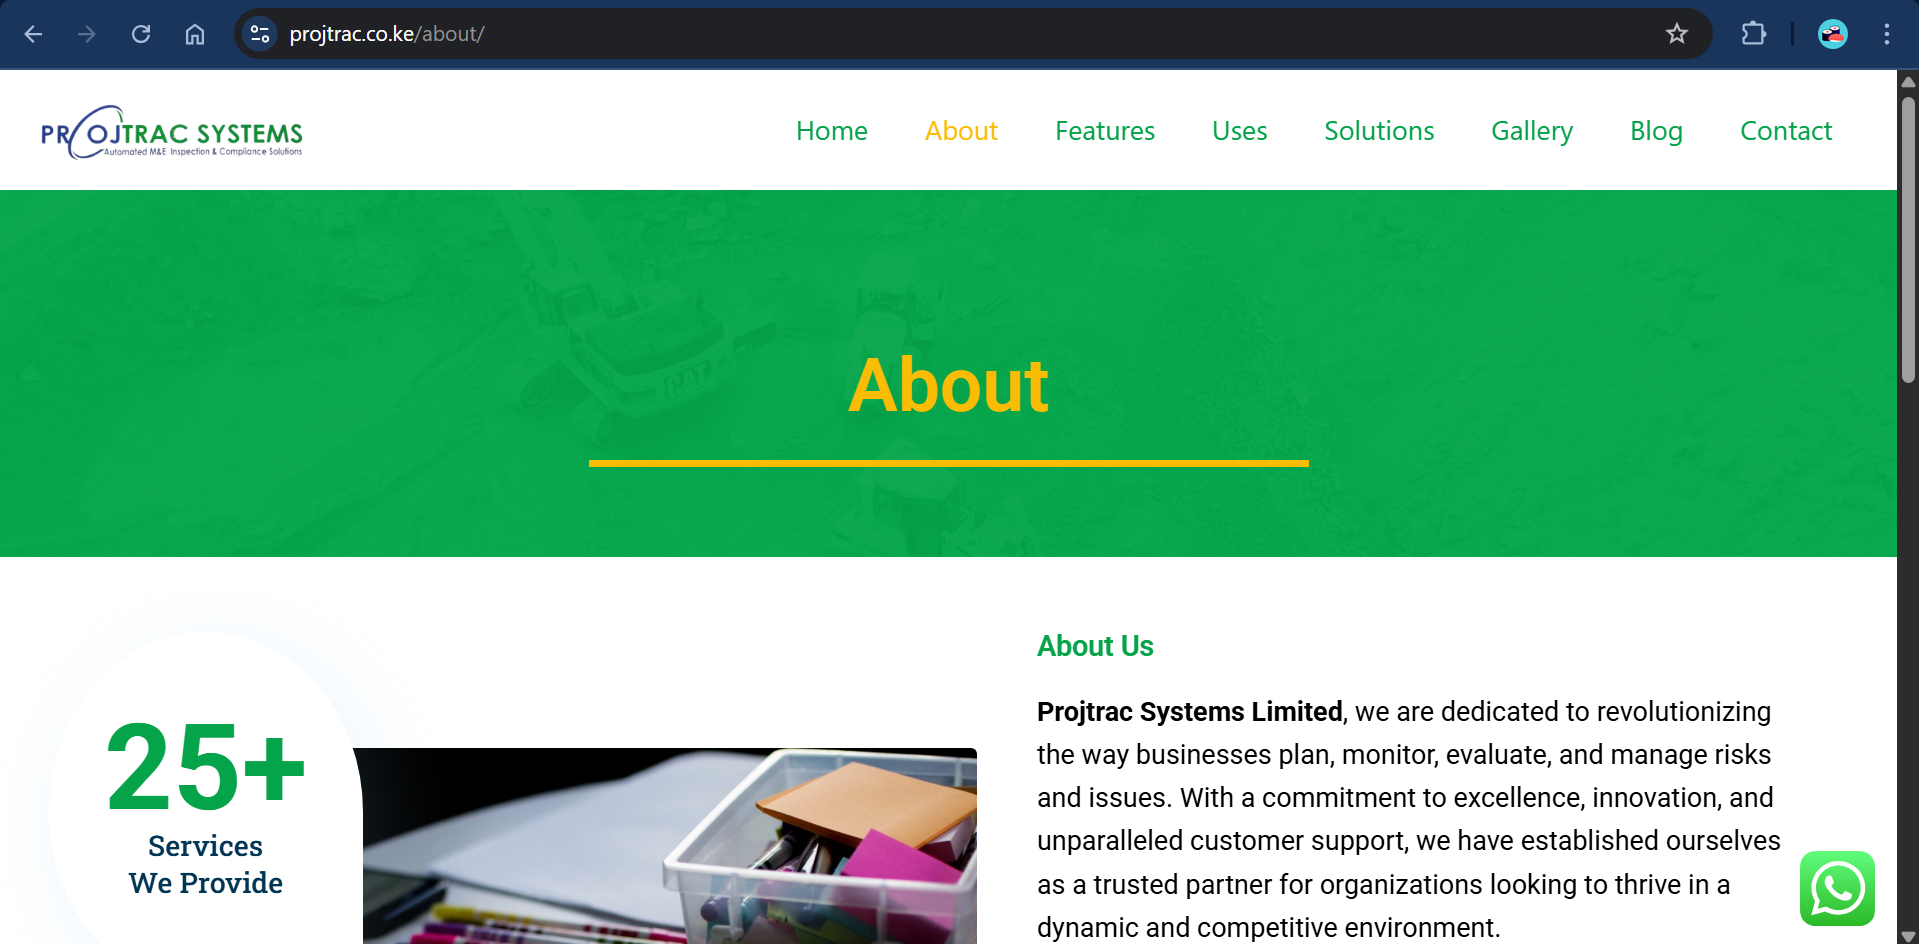 projtrac.co.ke/about/
PROJTRAC SYSTEMS
Automated M&E Inspection & Compliance Solutions
Home About Features Uses Solutions Gallery Blog Contact
CAT
About
About Us
Projtrac Systems Limited, we are dedicated to revolutionizing
the way businesses plan, monitor, evaluate, and manage risks
and issues. With a commitment to excellence, innovation, and
unparalleled customer support, we have established ourselves
as a trusted partner for organizations looking to thrive in a
dynamic and competitive environment.
25+
Services
We Provide